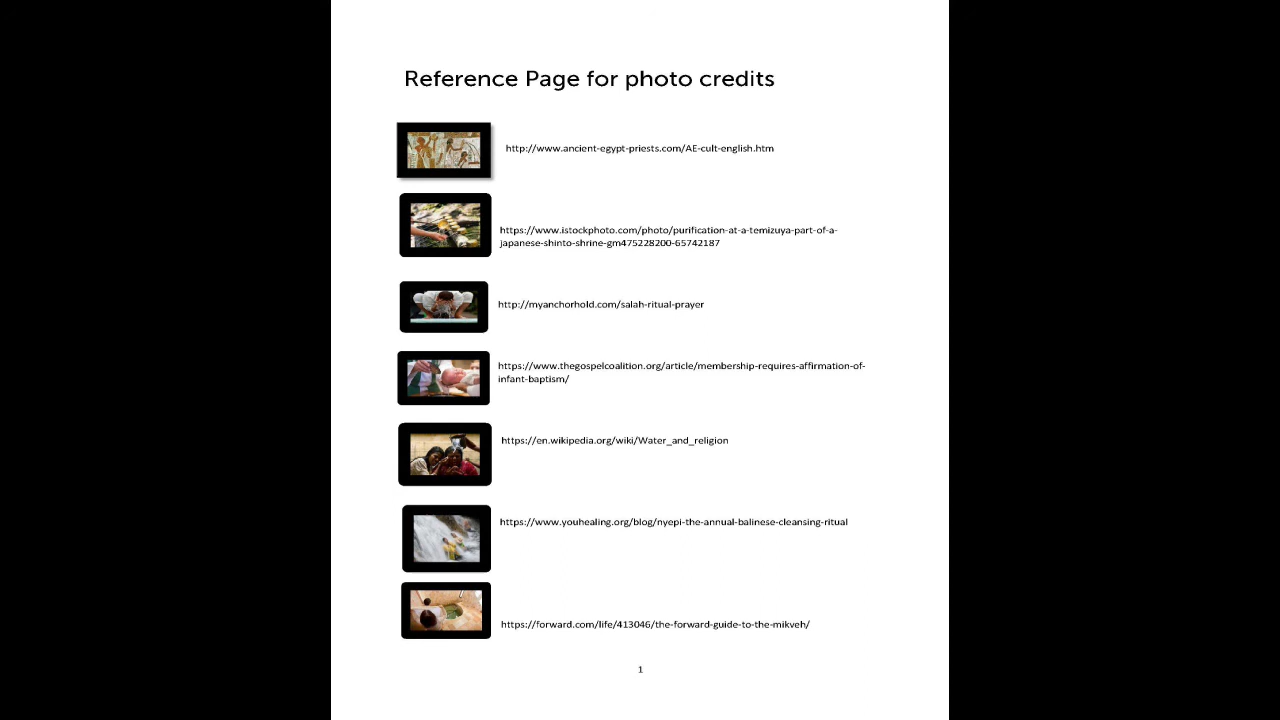 Reference Page for photo credits
http://www.ancient-egypt-priests.com/AE-cult-english.htm
https://www.istockphoto.com/photo/purification-at-a-temizuya-part-of-a-
japanese-shinto-shrine-gm475228200-65742187
http://myanchorhold.com/salah-ritual-prayer
https://www.thegospelcoalition.org/article/membership-requires-affirmation-of-
infant-baptism/
https://en.wikipedia.org/wiki/Water_and_religion
https://www.youhealing.org/blog/nyepi-the-annual-balinese-cleansing-ritual
https://forward.com/life/413046/the-forward-guide-to-the-mikveh/
1